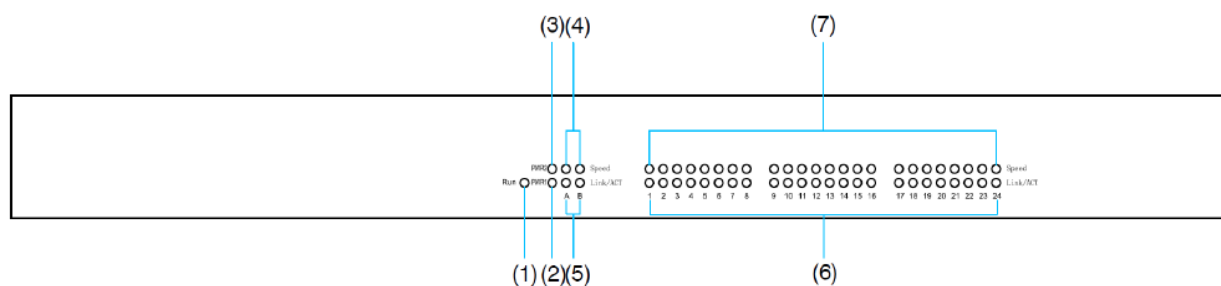 (3)(4) (7)
PWR2 Speed Speed
Run PWR1 Link/ACT Link/ACT
A B 1 2 3 4 5 6 7 8 9 10 11 12 13 14 15 16 17 18 19 20 21 22 23 24
(1) (2)(5) (6)